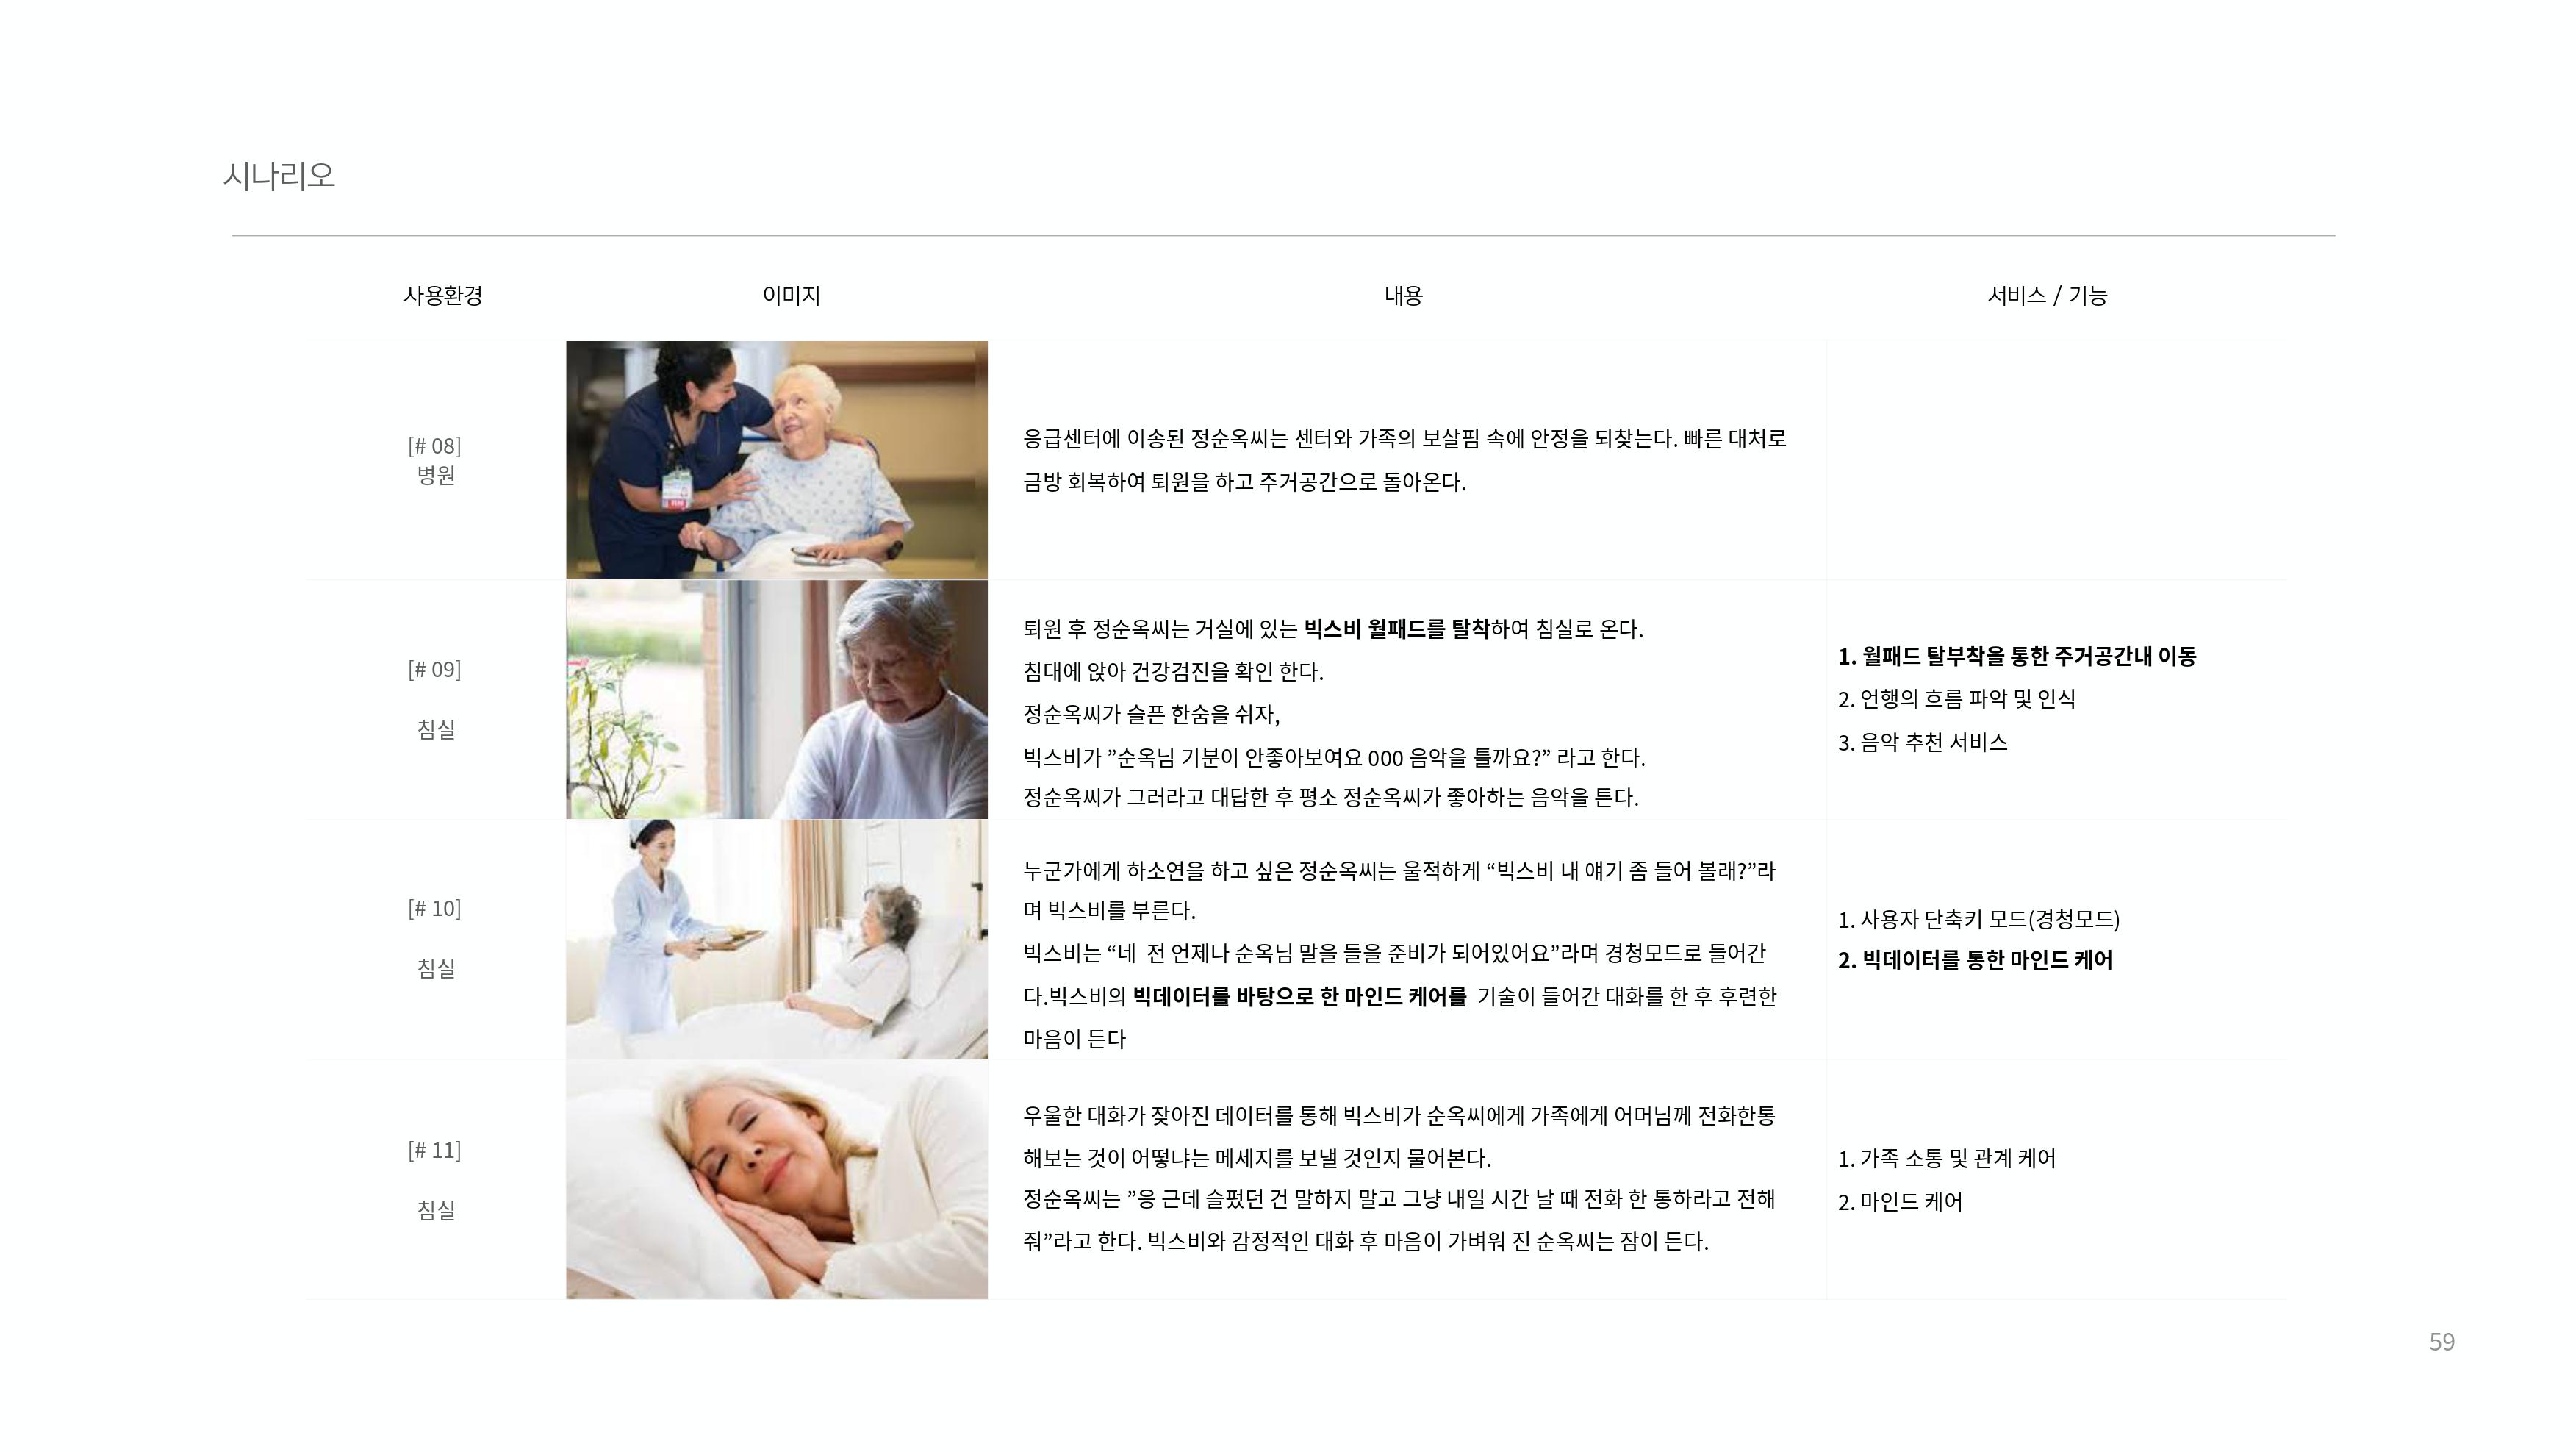 시나리오
사용환경
이미지
내용
서비스 / 기능
[# 08]
병원
응급센터에 이송된 정순옥씨는 센터와 가족의 보살핌 속에 안정을 되찾는다. 빠른 대처로
금방 회복하여 퇴원을 하고 주거공간으로 돌아온다.
[# 09]
침실
퇴원 후 정순옥씨는 거실에 있는 빅스비 월패드를 탈착하여 침실로 온다.
침대에 앉아 건강검진을 확인 한다.
정순옥씨가 슬픈 한숨을 쉬자,
빅스비가 ”순옥님 기분이 안좋아보여요 000 음악을 틀까요?” 라고 한다.
정순옥씨가 그러라고 대답한 후 평소 정순옥씨가 좋아하는 음악을 튼다.
1. 월패드 탈부착을 통한 주거공간내 이동
2. 언행의 흐름 파악 및 인식
3. 음악 추천 서비스
[# 10]
침실
누군가에게 하소연을 하고 싶은 정순옥씨는 울적하게 “빅스비 내 얘기 좀 들어 볼래?”라
며 빅스비를 부른다.
빅스비는 “네  전 언제나 순옥님 말을 들을 준비가 되어있어요”라며 경청모드로 들어간
다.빅스비의 빅데이터를 바탕으로 한 마인드 케어를  기술이 들어간 대화를 한 후 후련한
마음이 든다
1. 사용자 단축키 모드(경청모드)
2. 빅데이터를 통한 마인드 케어
[# 11]
침실
우울한 대화가 잦아진 데이터를 통해 빅스비가 순옥씨에게 가족에게 어머님께 전화한통
해보는 것이 어떻냐는 메세지를 보낼 것인지 물어본다.
정순옥씨는 ”응 근데 슬펐던 건 말하지 말고 그냥 내일 시간 날 때 전화 한 통하라고 전해
줘”라고 한다. 빅스비와 감정적인 대화 후 마음이 가벼워 진 순옥씨는 잠이 든다.
1. 가족 소통 및 관계 케어
2. 마인드 케어
59